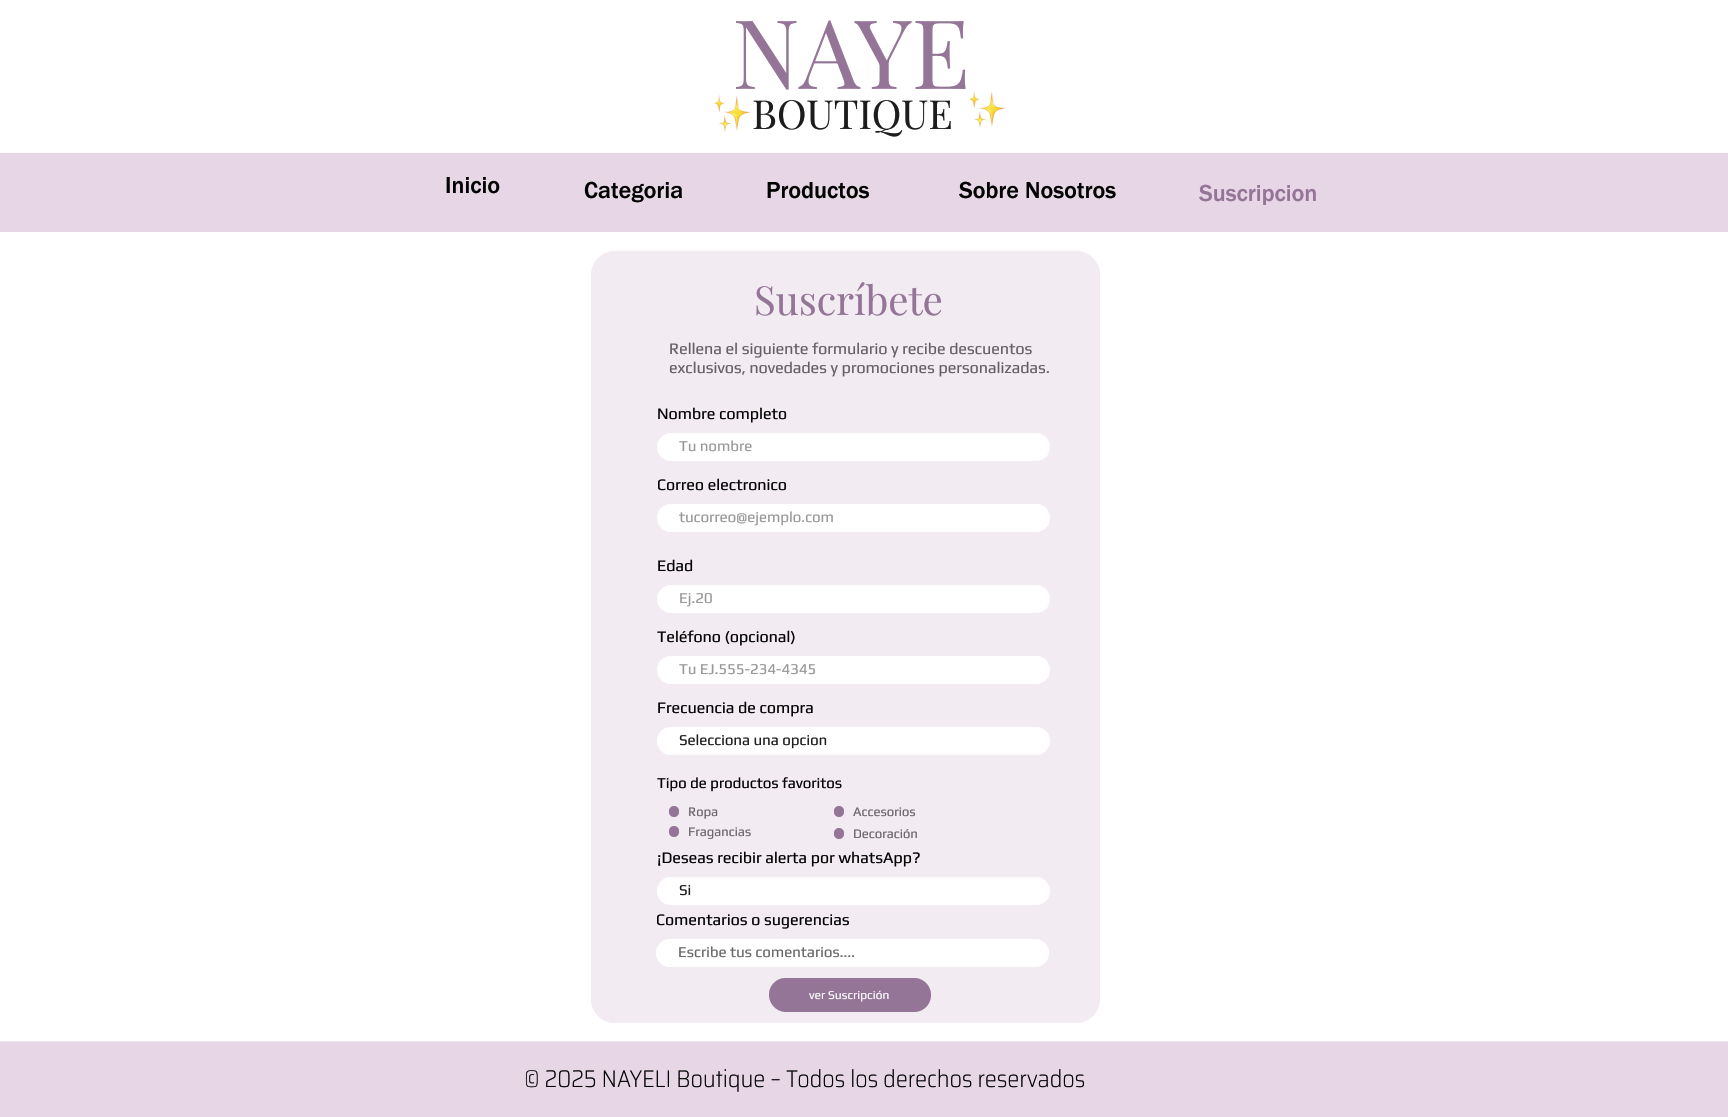 NAYE
✨BOUTIQUE ✨
Inicio Categoria Productos Sobre Nosotros Suscripcion
Suscríbete
Rellena el siguiente formulario y recibe descuentos
exclusivos, novedades y promociones personalizadas.
Nombre completo
Tu nombre
Correo electronico
tucorreo@ejemplo.com
Edad
Ej.20
Teléfono (opcional)
Tu EJ.555-234-4345
Frecuencia de compra
Selecciona una opcion
Tipo de productos favoritos
Ropa Accesorios
Fragancias Decoración
¡Deseas recibir alerta por whatsApp?
Si
Comentarios o sugerencias
Escribe tus comentarios....
ver Suscripción
© 2025 NAYELI Boutique – Todos los derechos reservados